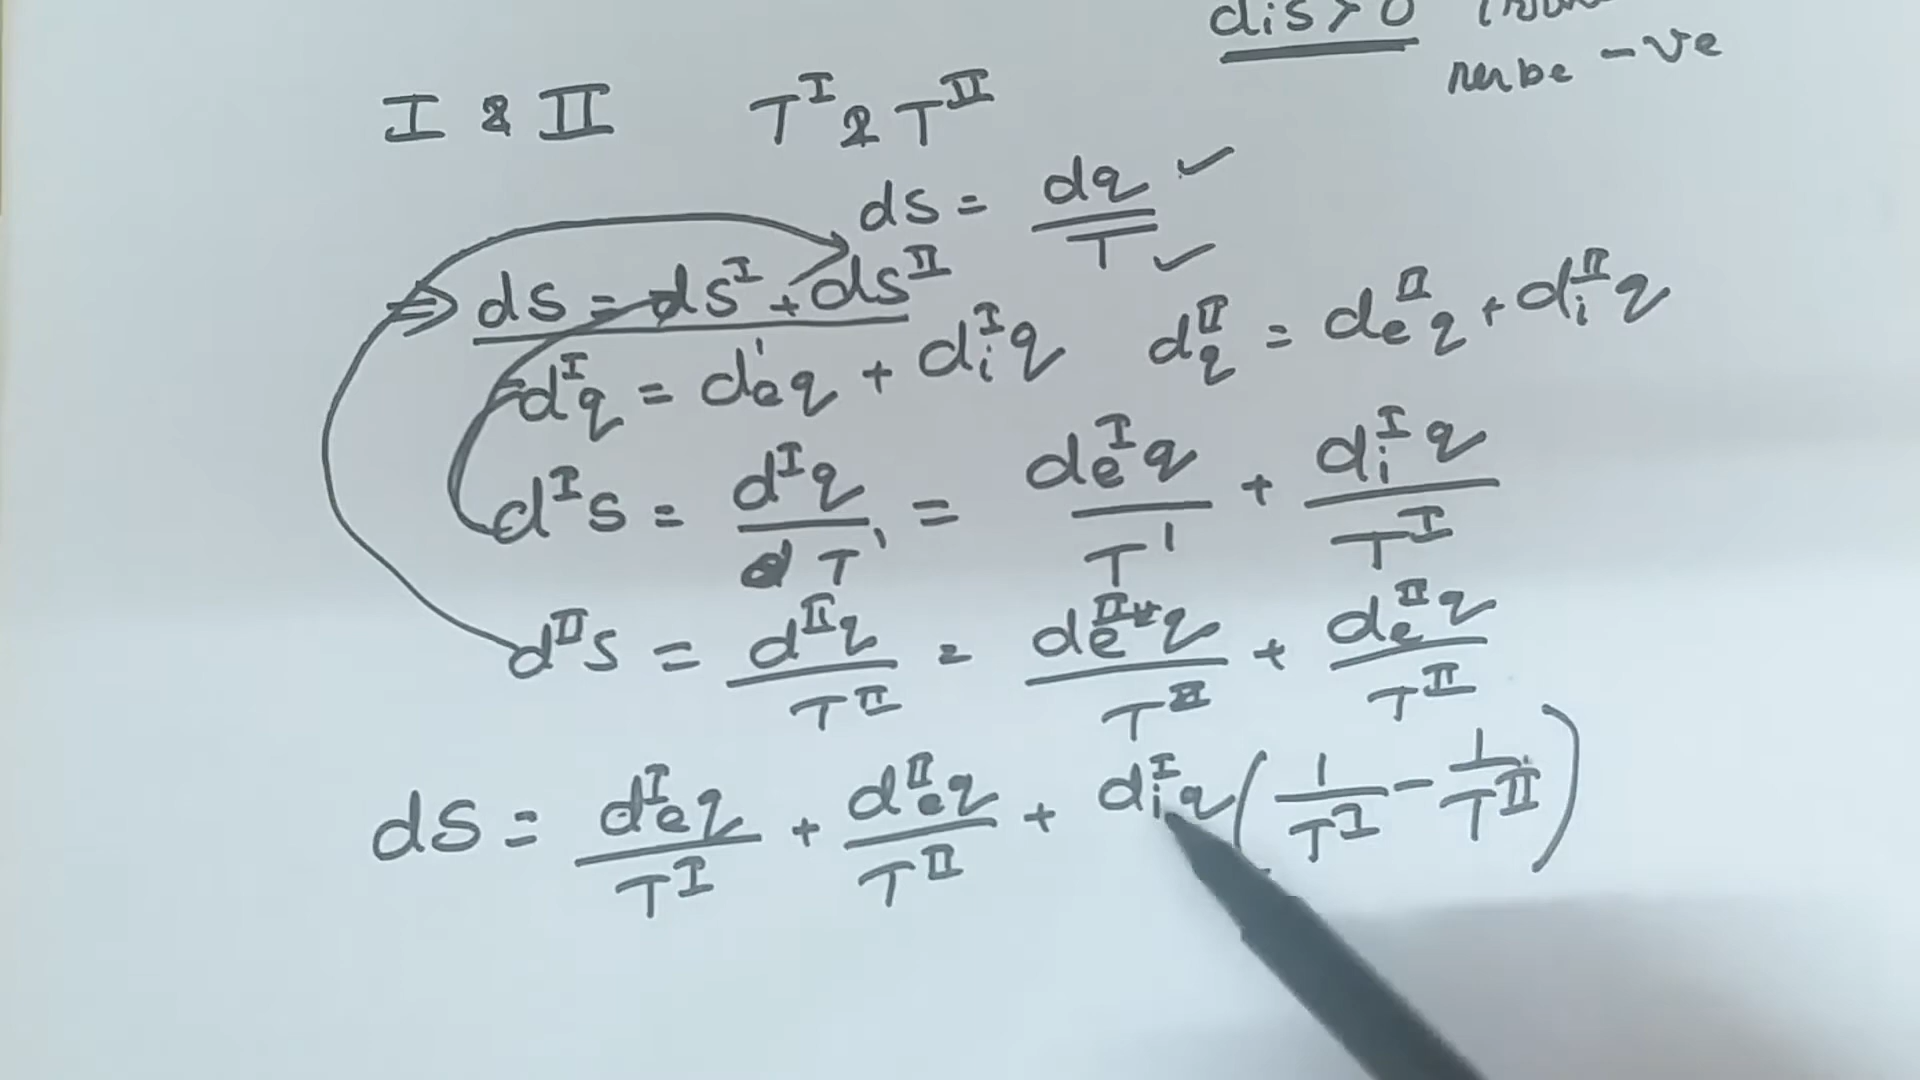 dis > 0
never be -ve
I & II    T^I & T^II
ds = dq/T ✓ ✓
⇒ ds = ds^I + ds^II
d^I q = d_e^' q + d_i^I q    d^II q = d_e^II q + d_i^II q
d^I s = d^I q / T^' = d_e^I q / T^' + d_i^I q / T^I
d^II s = d^II q / T^II = d_e^II q / T^II + d_e^II q / T^II
dS = d_e^I q / T^I + d_e^II q / T^II + d_i^I q (1/T^I - 1/T^II)